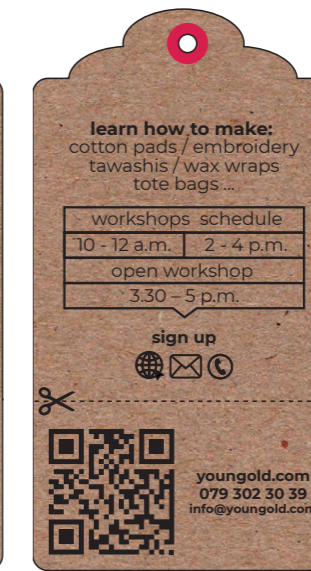 learn how to make:
cotton pads / embroidery
tawashis / wax wraps
tote bags ...
workshops schedule
10 - 12 a.m. 2 - 4 p.m.
open workshop
3.30 – 5 p.m.
sign up
youngold.com
079 302 30 39
info@youngold.com